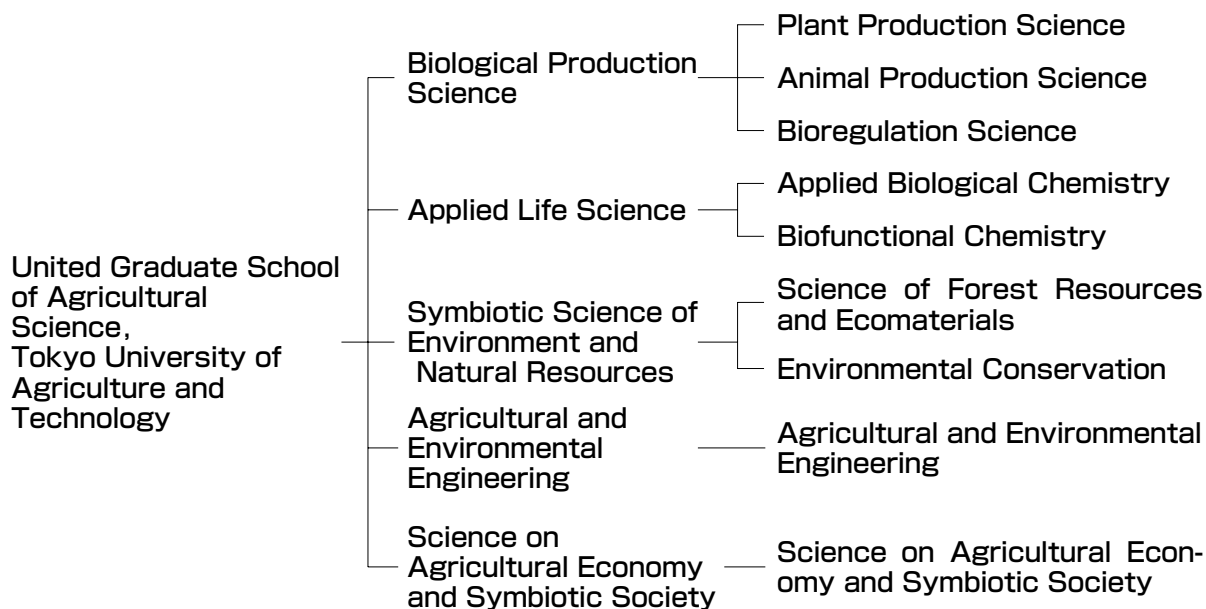 United Graduate School
of Agricultural
Science,
Tokyo University of
Agriculture and
Technology
Biological Production
Science
Plant Production Science
Animal Production Science
Bioregulation Science
Applied Life Science
Applied Biological Chemistry
Biofunctional Chemistry
Symbiotic Science of
Environment and
Natural Resources
Science of Forest Resources
and Ecomaterials
Environmental Conservation
Agricultural and
Environmental
Engineering
Agricultural and Environmental
Engineering
Science on
Agricultural Economy
and Symbiotic Society
Science on Agricultural Econ-
omy and Symbiotic Society